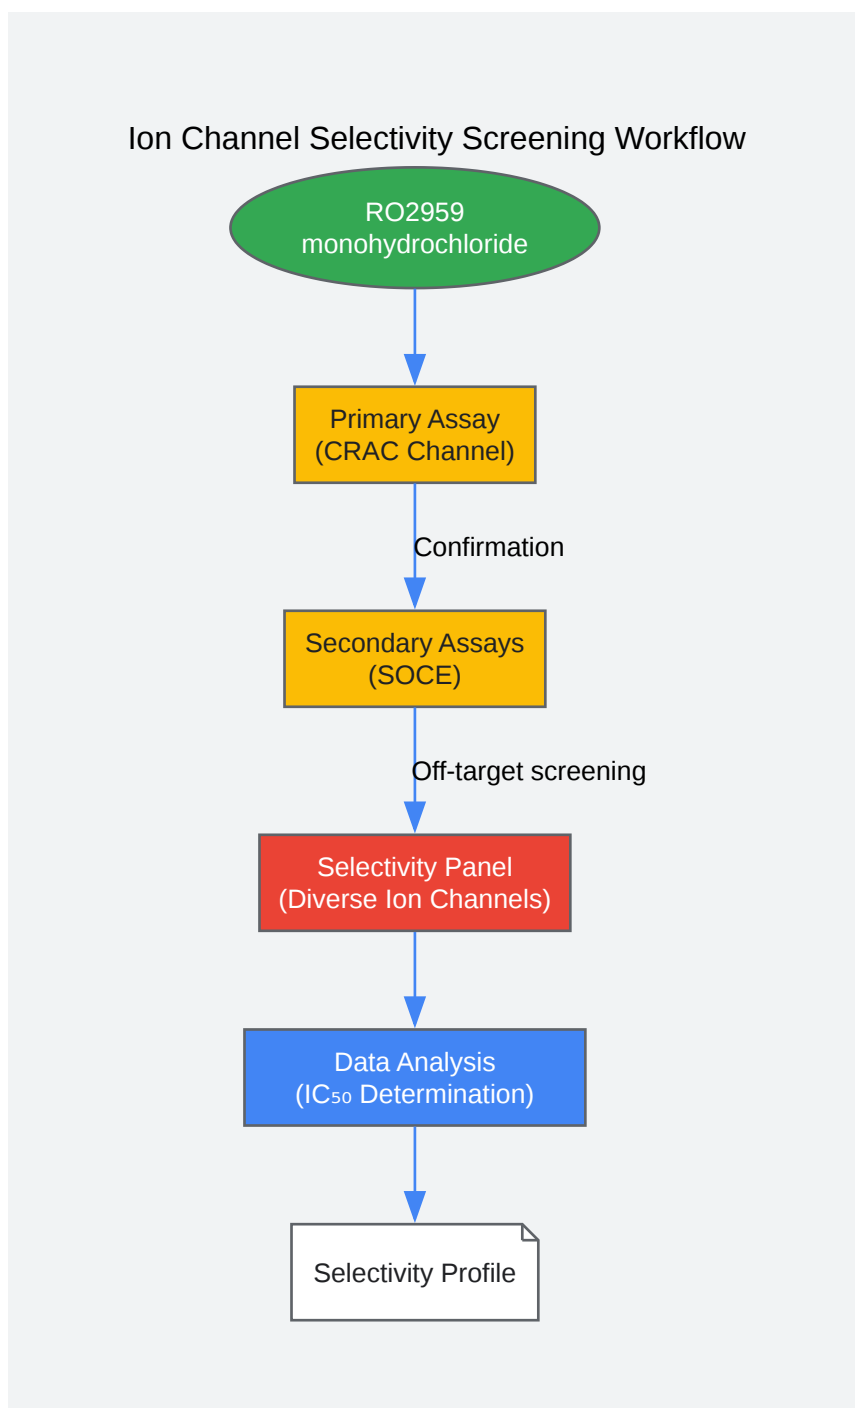 Ion Channel Selectivity Screening Workflow
RO2959
monohydrochloride
Primary Assay
(CRAC Channel)
Confirmation
Secondary Assays
(SOCE)
Off-target screening
Selectivity Panel
(Diverse Ion Channels)
Data Analysis
(IC₅₀ Determination)
Selectivity Profile